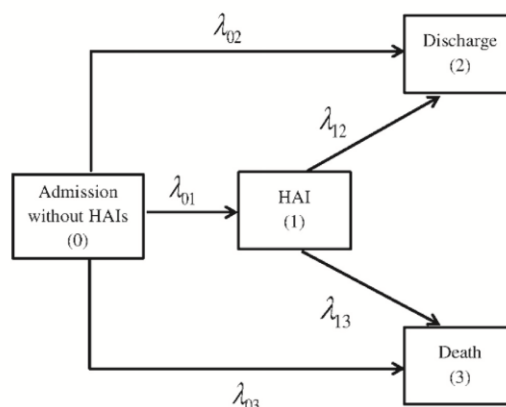 λ02
Discharge
(2)
λ12
Admission
without HAIs
(0)
λ01
HAI
(1)
λ13
Death
(3)
λ03